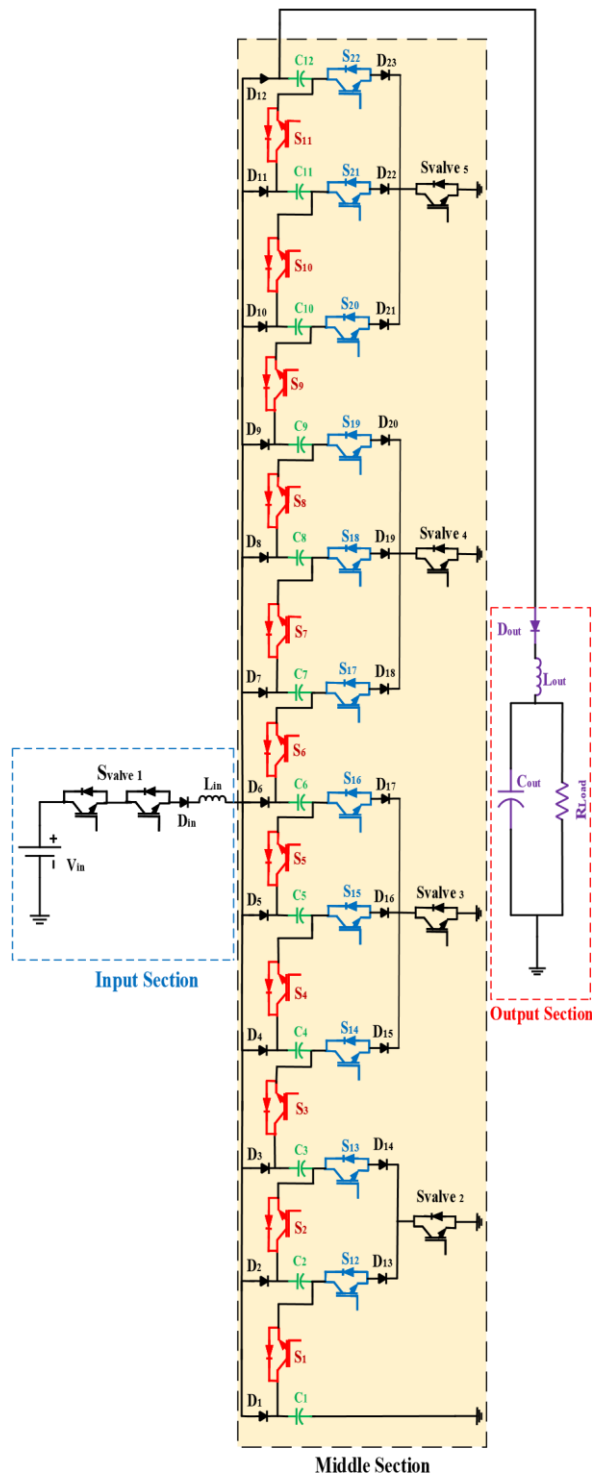 C12 S22 D23
D12
S11
D11 C11 S21 D22 Svalve 5
S10
D10 C10 S20 D21
S9
D9 C9 S19 D20
S8
D8 C8 S18 D19 Svalve 4
S7
Dout
D7 C7 S17 D18
Lout
S6
Svalve 1 Lin D6 C6 S16 D17
Din
Cout RLoad
+
Vin
-
S5
D5 C5 S15 D16 Svalve 3
Input Section
S4
Output Section
D4 C4 S14 D15
S3
D3 C3 S13 D14
Svalve 2
S2
D2 C2 S12 D13
S1
D1 C1
Middle Section